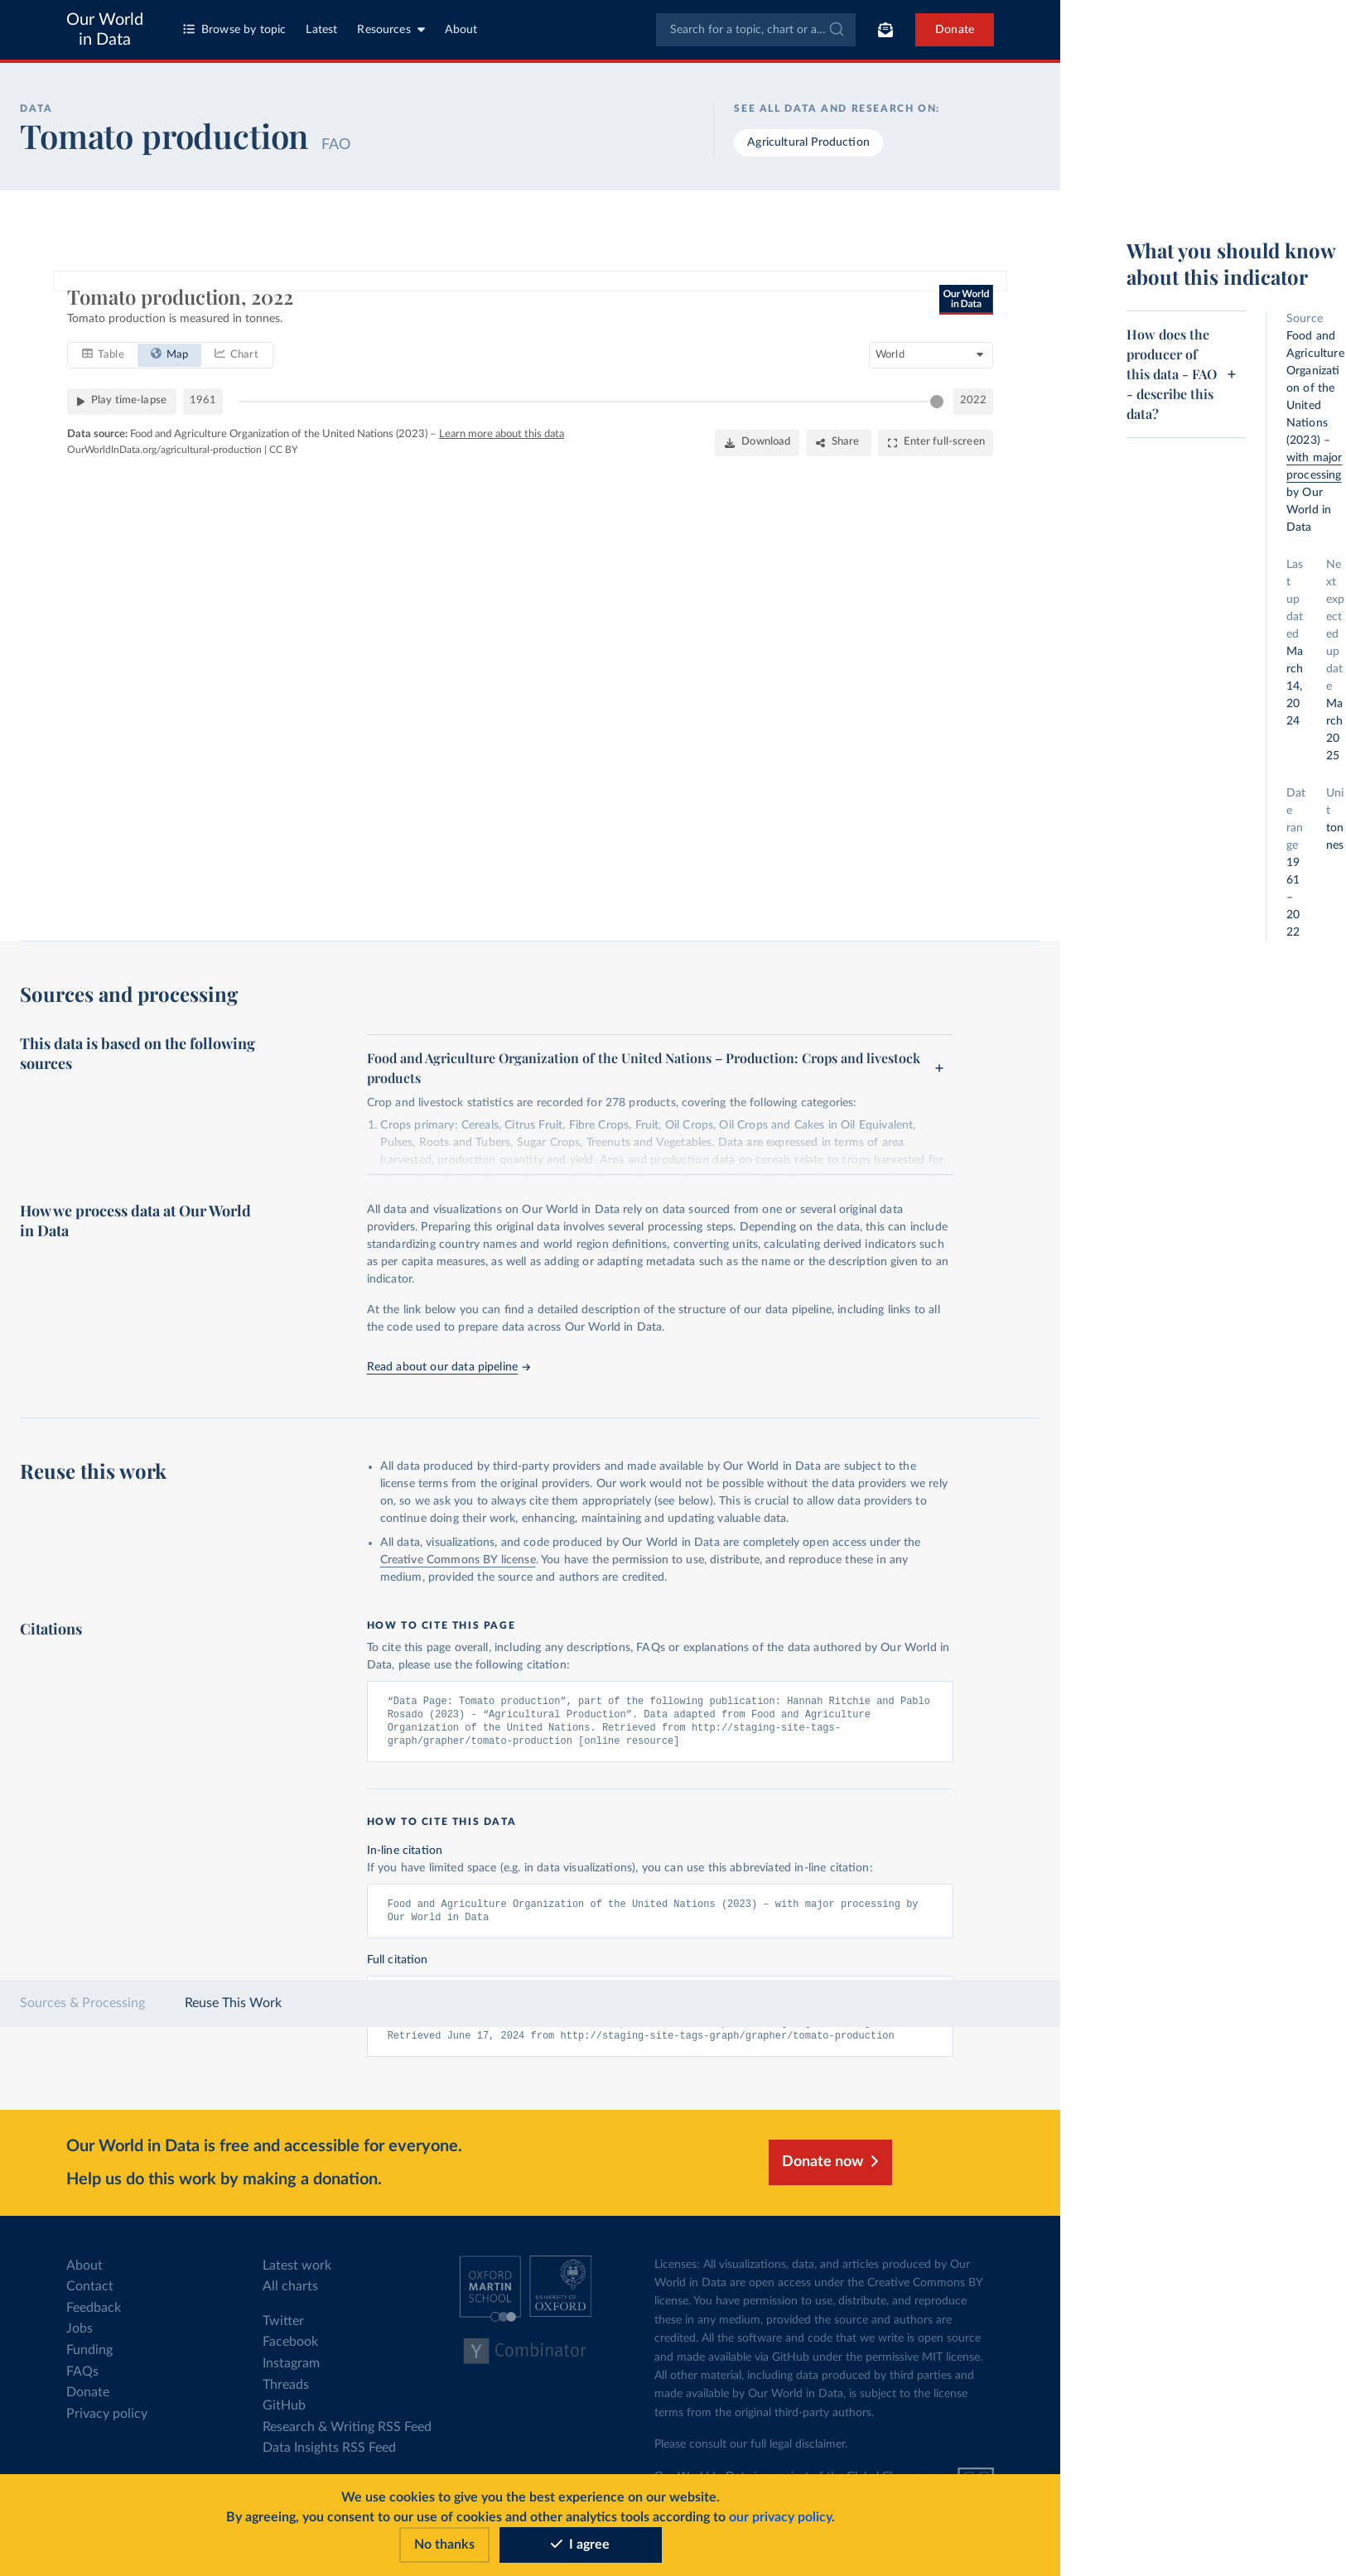 Our World
in Data
Browse by topic
Latest
Resources
About
Search for a topic, chart or a...
Donate
DATA
Tomato production FAO
SEE ALL DATA AND RESEARCH ON:
Agricultural Production
Tomato production, 2022
Tomato production is measured in tonnes.
Our World
in Data
Table
Map
Chart
World
Play time-lapse
1961
2022
Data source: Food and Agriculture Organization of the United Nations (2023) – Learn more about this data
OurWorldInData.org/agricultural-production | CC BY
Download
Share
Enter full-screen
What you should know
about this indicator
How does the
producer of
this data - FAO
- describe this
data?
+
Source
Food and
Agriculture
Organizati
on of the
United
Nations
(2023) –
with major
processing
by Our
World in
Data
Las
t
up
dat
ed
Ma
rch
14,
20
24
Ne
xt
exp
ect
ed
up
dat
e
Ma
rch
20
25
Dat
e
ran
ge
19
61
–
20
22
Uni
t
ton
nes
Sources and processing
This data is based on the following
sources
Food and Agriculture Organization of the United Nations – Production: Crops and livestock
products
+
Crop and livestock statistics are recorded for 278 products, covering the following categories:
1. Crops primary: Cereals, Citrus Fruit, Fibre Crops, Fruit, Oil Crops, Oil Crops and Cakes in Oil Equivalent,
Pulses, Roots and Tubers, Sugar Crops, Treenuts and Vegetables. Data are expressed in terms of area
harvested, production quantity and yield. Area and production data on cereals relate to crops harvested for
How we process data at Our World
in Data
All data and visualizations on Our World in Data rely on data sourced from one or several original data
providers. Preparing this original data involves several processing steps. Depending on the data, this can include
standardizing country names and world region definitions, converting units, calculating derived indicators such
as per capita measures, as well as adding or adapting metadata such as the name or the description given to an
indicator.
At the link below you can find a detailed description of the structure of our data pipeline, including links to all
the code used to prepare data across Our World in Data.
Read about our data pipeline →
Reuse this work
• All data produced by third-party providers and made available by Our World in Data are subject to the
license terms from the original providers. Our work would not be possible without the data providers we rely
on, so we ask you to always cite them appropriately (see below). This is crucial to allow data providers to
continue doing their work, enhancing, maintaining and updating valuable data.
• All data, visualizations, and code produced by Our World in Data are completely open access under the
Creative Commons BY license. You have the permission to use, distribute, and reproduce these in any
medium, provided the source and authors are credited.
Citations
HOW TO CITE THIS PAGE
To cite this page overall, including any descriptions, FAQs or explanations of the data authored by Our World in
Data, please use the following citation:
“Data Page: Tomato production”, part of the following publication: Hannah Ritchie and Pablo
Rosado (2023) - “Agricultural Production”. Data adapted from Food and Agriculture
Organization of the United Nations. Retrieved from http://staging-site-tags-
graph/grapher/tomato-production [online resource]
HOW TO CITE THIS DATA
In-line citation
If you have limited space (e.g. in data visualizations), you can use this abbreviated in-line citation:
Food and Agriculture Organization of the United Nations (2023) – with major processing by
Our World in Data
Full citation
Sources & Processing
Reuse This Work
Retrieved June 17, 2024 from http://staging-site-tags-graph/grapher/tomato-production
Our World in Data is free and accessible for everyone.
Help us do this work by making a donation.
Donate now
About
Contact
Feedback
Jobs
Funding
FAQs
Donate
Privacy policy
Latest work
All charts
Twitter
Facebook
Instagram
Threads
GitHub
Research & Writing RSS Feed
Data Insights RSS Feed
OXFORD
MARTIN
SCHOOL
UNIVERSITY OF
OXFORD
Y Combinator
Licenses: All visualizations, data, and articles produced by Our
World in Data are open access under the Creative Commons BY
license. You have permission to use, distribute, and reproduce
these in any medium, provided the source and authors are
credited. All the software and code that we write is open source
and made available via GitHub under the permissive MIT license.
All other material, including data produced by third parties and
made available by Our World in Data, is subject to the license
terms from the original third-party authors.
Please consult our full legal disclaimer.
We use cookies to give you the best experience on our website.
By agreeing, you consent to our use of cookies and other analytics tools according to our privacy policy.
No thanks
I agree